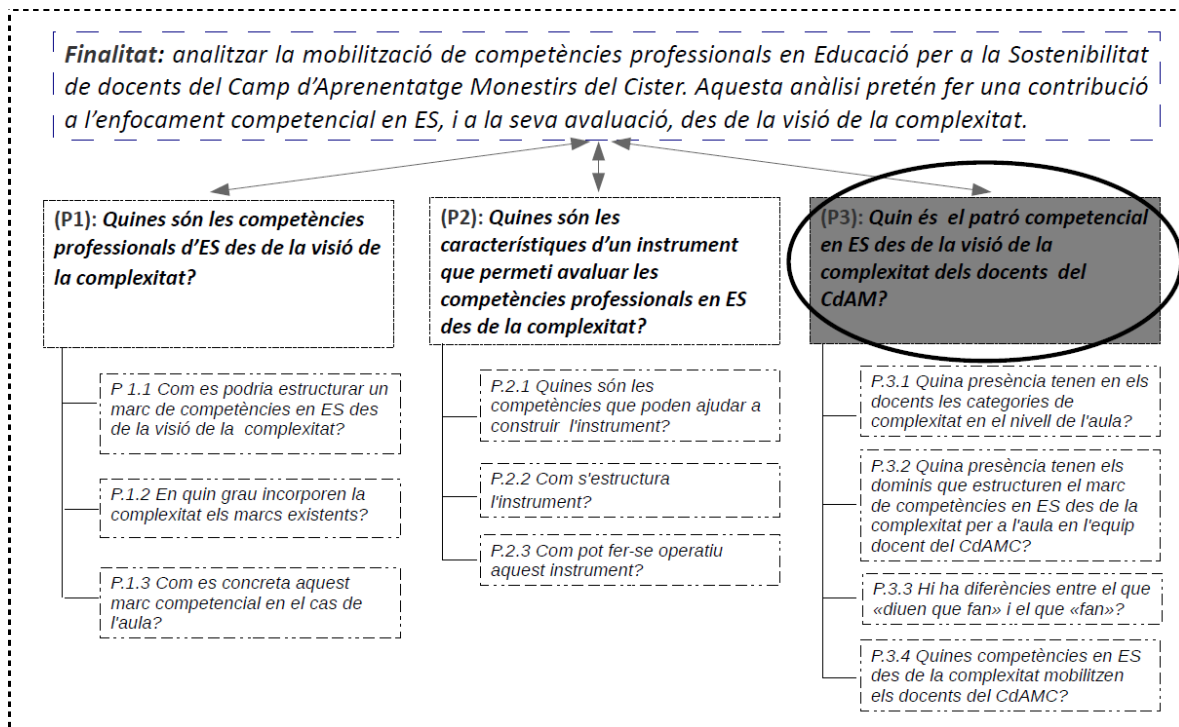 Finalitat: analitzar la mobilització de competències professionals en Educació per a la Sostenibilitat
de docents del Camp d’Aprenentatge Monestirs del Cister. Aquesta anàlisi pretén fer una contribució
a l’enfocament competencial en ES, i a la seva avaluació, des de la visió de la complexitat.
(P1): Quines són les competències
professionals d’ES des de la visió de
la complexitat?
P 1.1 Com es podria estructurar un
marc de competències en ES des
de la visió de la complexitat?
P.1.2 En quin grau incorporen la
complexitat els marcs existents?
P.1.3 Com es concreta aquest
marc competencial en el cas de
l'aula?
(P2): Quines són les
característiques d’un instrument
que permeti avaluar les
competències professionals en ES
des de la complexitat?
P.2.1 Quines són les
competències que poden ajudar a
construir l'instrument?
P.2.2 Com s'estructura
l'instrument?
P.2.3 Com pot fer-se operatiu
aquest instrument?
(P3): Quin és el patró competencial
en ES des de la visió de la
complexitat dels docents del
CdAM?
P.3.1 Quina presència tenen en els
docents les categories de
complexitat en el nivell de l'aula?
P.3.2 Quina presència tenen els
dominis que estructuren el marc
de competències en ES des de la
complexitat per a l'aula en l'equip
docent del CdAMC?
P.3.3 Hi ha diferències entre el que
«diuen que fan» i el que «fan»?
P.3.4 Quines competències en ES
des de la complexitat mobilitzen
els docents del CdAMC?